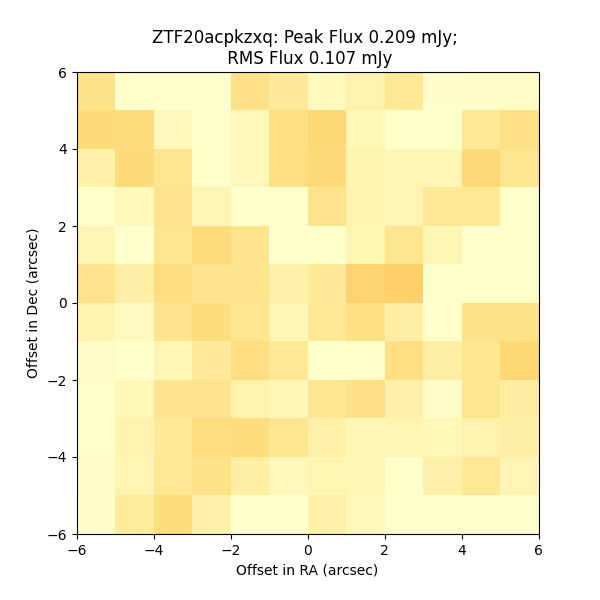 ZTF20acpkzxq: Peak Flux 0.209 mJy;
RMS Flux 0.107 mJy
6
4
2
0
−2
−4
−6
Offset in Dec (arcsec)
−6 −4 −2 0 2 4 6
Offset in RA (arcsec)